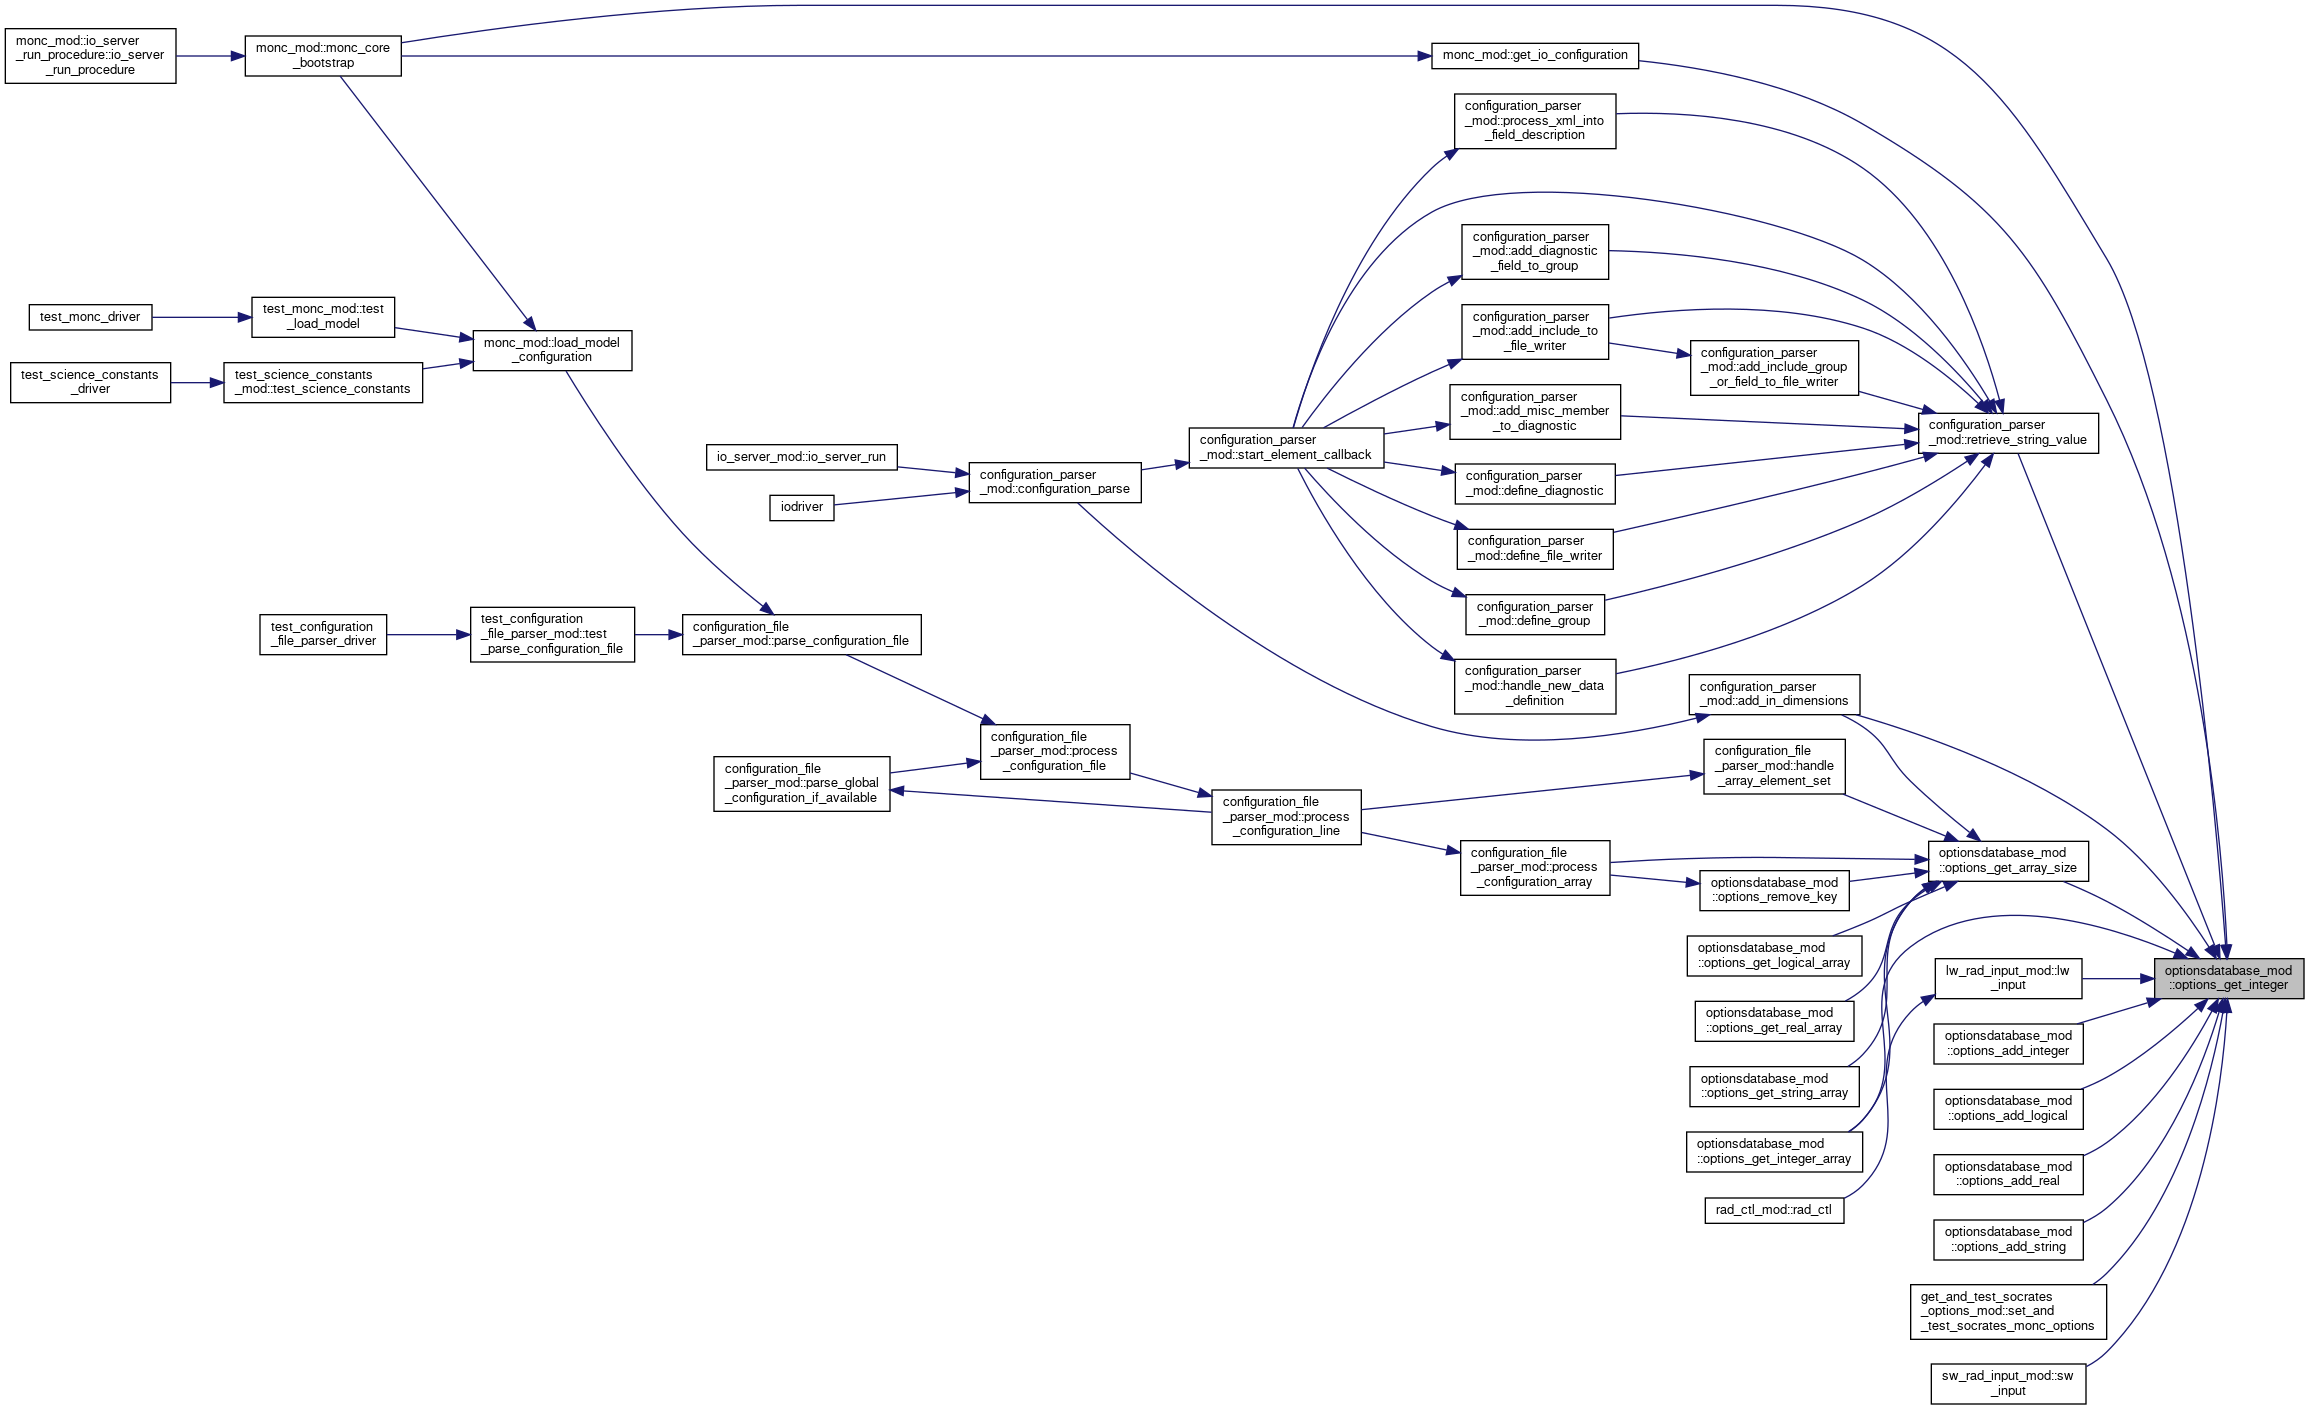 monc_mod::io_server
_run_procedure::io_server
_run_procedure
monc_mod::monc_core
_bootstrap
monc_mod::get_io_configuration
configuration_parser
_mod::process_xml_into
_field_description
configuration_parser
_mod::add_diagnostic
_field_to_group
test_monc_driver
test_monc_mod::test
_load_model
monc_mod::load_model
_configuration
configuration_parser
_mod::add_include_to
_file_writer
configuration_parser
_mod::add_include_group
_or_field_to_file_writer
test_science_constants
_driver
test_science_constants
_mod::test_science_constants
configuration_parser
_mod::add_misc_member
_to_diagnostic
configuration_parser
_mod::retrieve_string_value
io_server_mod::io_server_run
iodriver
configuration_parser
_mod::configuration_parse
configuration_parser
_mod::start_element_callback
configuration_parser
_mod::define_diagnostic
configuration_parser
_mod::define_file_writer
configuration_parser
_mod::define_group
test_configuration
_file_parser_driver
test_configuration
_file_parser_mod::test
_parse_configuration_file
configuration_file
_parser_mod::parse_configuration_file
configuration_parser
_mod::handle_new_data
_definition
configuration_parser
_mod::add_in_dimensions
configuration_file
_parser_mod::parse_global
_configuration_if_available
configuration_file
_parser_mod::process
_configuration_file
configuration_file
_parser_mod::handle
_array_element_set
configuration_file
_parser_mod::process
_configuration_line
configuration_file
_parser_mod::process
_configuration_array
optionsdatabase_mod
::options_remove_key
optionsdatabase_mod
::options_get_array_size
optionsdatabase_mod
::options_get_logical_array
optionsdatabase_mod
::options_get_real_array
optionsdatabase_mod
::options_get_string_array
optionsdatabase_mod
::options_get_integer_array
rad_ctl_mod::rad_ctl
lw_rad_input_mod::lw
_input
optionsdatabase_mod
::options_get_integer
optionsdatabase_mod
::options_add_integer
optionsdatabase_mod
::options_add_logical
optionsdatabase_mod
::options_add_real
optionsdatabase_mod
::options_add_string
get_and_test_socrates
_options_mod::set_and
_test_socrates_monc_options
sw_rad_input_mod::sw
_input